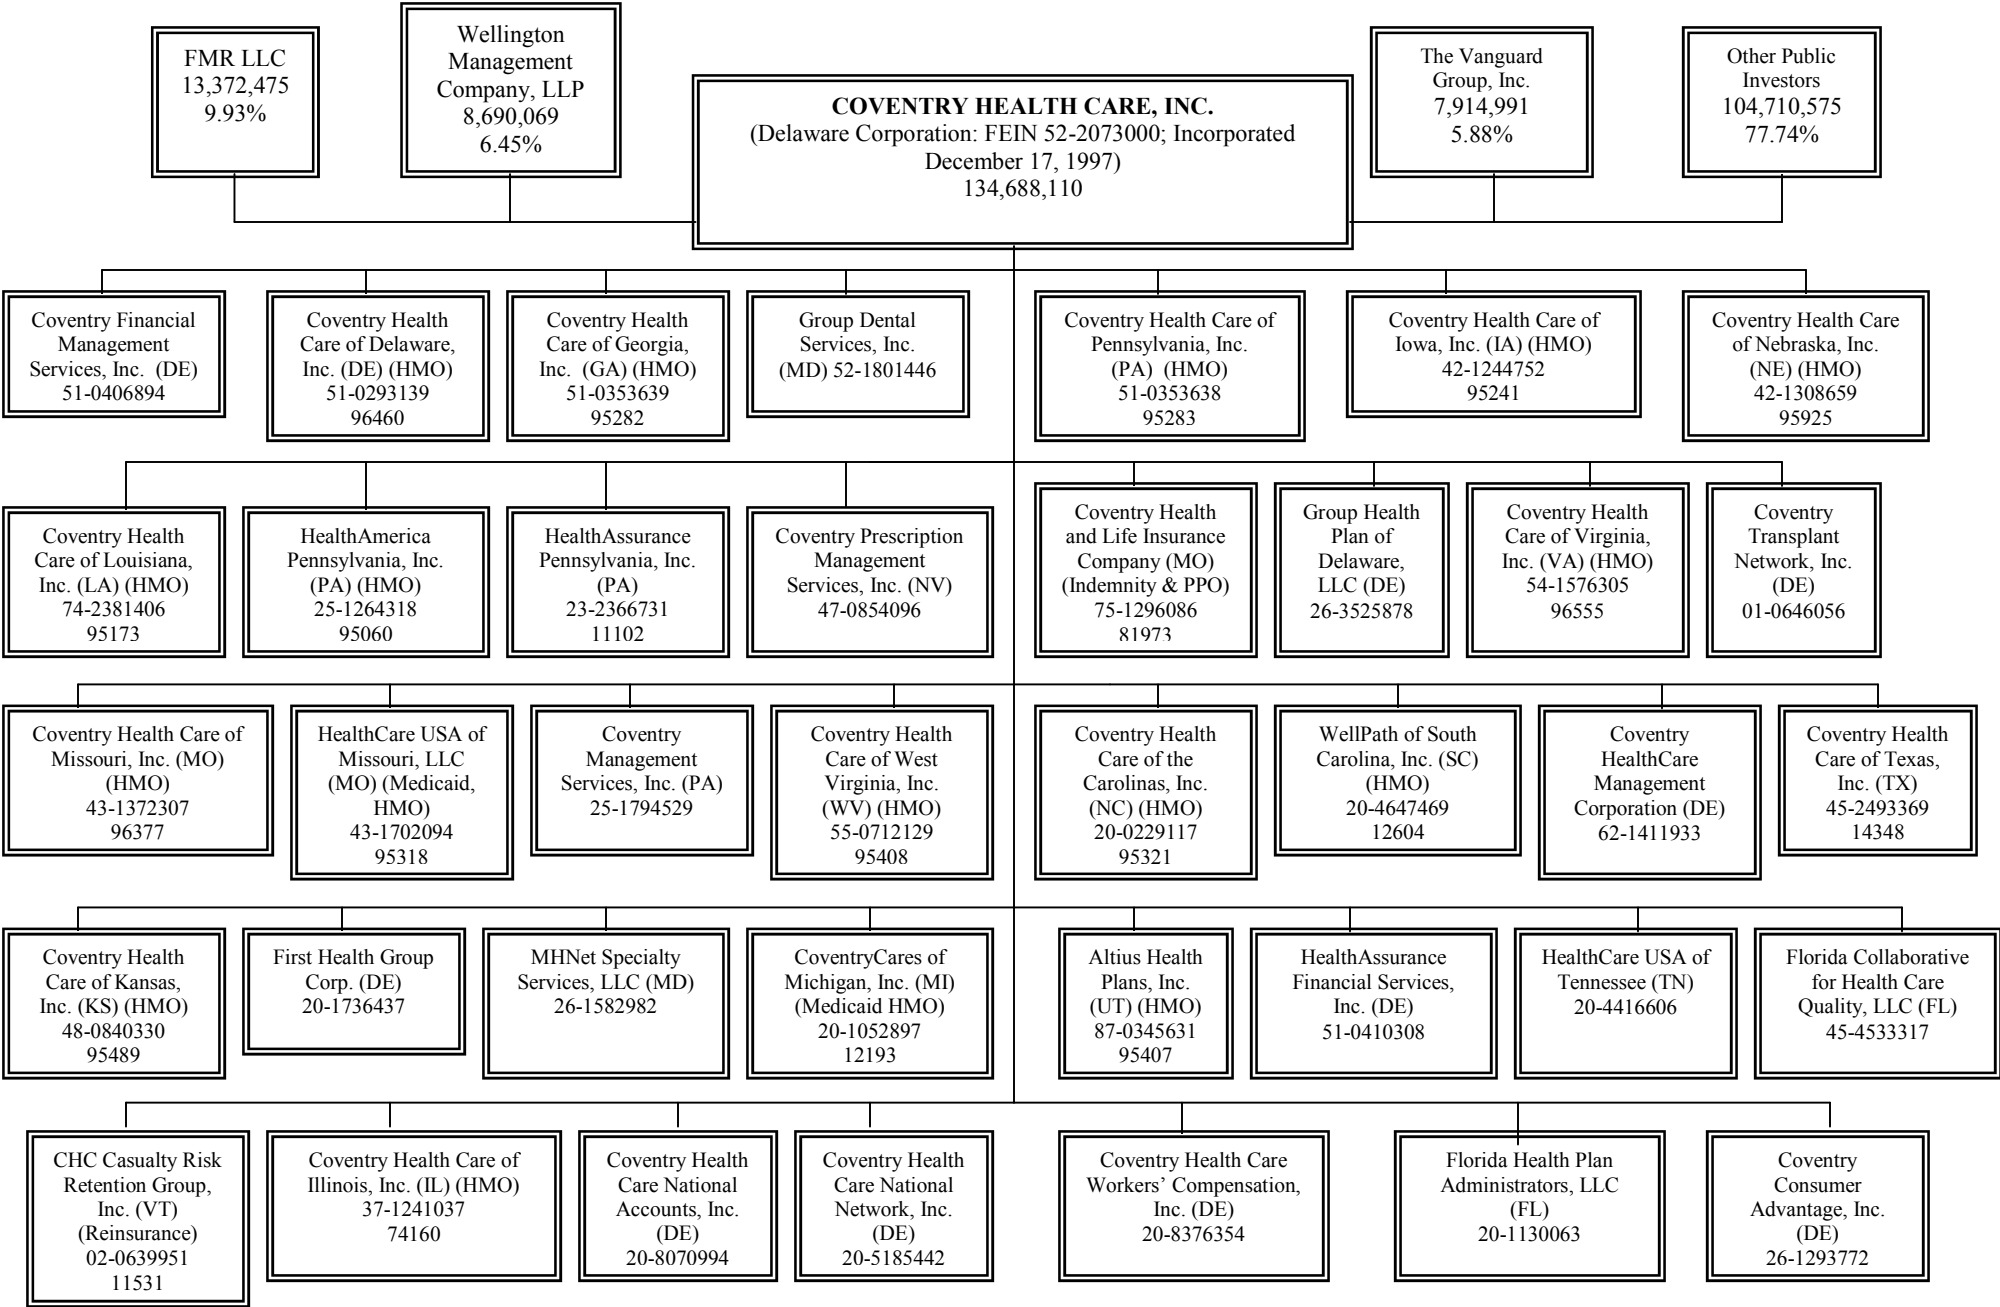 FMR LLC
13,372,475
9.93%
Wellington
Management
Company, LLP
8,690,069
6.45%
COVENTRY HEALTH CARE, INC.
(Delaware Corporation: FEIN 52-2073000; Incorporated
December 17, 1997)
134,688,110
The Vanguard
Group, Inc.
7,914,991
5.88%
Other Public
Investors
104,710,575
77.74%
Coventry Financial
Management
Services, Inc. (DE)
51-0406894
Coventry Health
Care of Delaware,
Inc. (DE) (HMO)
51-0293139
96460
Coventry Health
Care of Georgia,
Inc. (GA) (HMO)
51-0353639
95282
Group Dental
Services, Inc.
(MD) 52-1801446
Coventry Health Care of
Pennsylvania, Inc.
(PA) (HMO)
51-0353638
95283
Coventry Health Care of
Iowa, Inc. (IA) (HMO)
42-1244752
95241
Coventry Health Care
of Nebraska, Inc.
(NE) (HMO)
42-1308659
95925
Coventry Health
Care of Louisiana,
Inc. (LA) (HMO)
74-2381406
95173
HealthAmerica
Pennsylvania, Inc.
(PA) (HMO)
25-1264318
95060
HealthAssurance
Pennsylvania, Inc.
(PA)
23-2366731
11102
Coventry Prescription
Management
Services, Inc. (NV)
47-0854096
Coventry Health
and Life Insurance
Company (MO)
(Indemnity & PPO)
75-1296086
81973
Group Health
Plan of
Delaware,
LLC (DE)
26-3525878
Coventry Health
Care of Virginia,
Inc. (VA) (HMO)
54-1576305
96555
Coventry
Transplant
Network, Inc.
(DE)
01-0646056
Coventry Health Care of
Missouri, Inc. (MO)
(HMO)
43-1372307
96377
HealthCare USA of
Missouri, LLC
(MO) (Medicaid,
HMO)
43-1702094
95318
Coventry
Management
Services, Inc. (PA)
25-1794529
Coventry Health
Care of West
Virginia, Inc.
(WV) (HMO)
55-0712129
95408
Coventry Health
Care of the
Carolinas, Inc.
(NC) (HMO)
20-0229117
95321
WellPath of South
Carolina, Inc. (SC)
(HMO)
20-4647469
12604
Coventry
HealthCare
Management
Corporation (DE)
62-1411933
Coventry Health
Care of Texas,
Inc. (TX)
45-2493369
14348
Coventry Health
Care of Kansas,
Inc. (KS) (HMO)
48-0840330
95489
First Health Group
Corp. (DE)
20-1736437
MHNet Specialty
Services, LLC (MD)
26-1582982
CoventryCares of
Michigan, Inc. (MI)
(Medicaid HMO)
20-1052897
12193
Altius Health
Plans, Inc.
(UT) (HMO)
87-0345631
95407
HealthAssurance
Financial Services,
Inc. (DE)
51-0410308
HealthCare USA of
Tennessee (TN)
20-4416606
Florida Collaborative
for Health Care
Quality, LLC (FL)
45-4533317
CHC Casualty Risk
Retention Group,
Inc. (VT)
(Reinsurance)
02-0639951
11531
Coventry Health Care of
Illinois, Inc. (IL) (HMO)
37-1241037
74160
Coventry Health
Care National
Accounts, Inc.
(DE)
20-8070994
Coventry Health
Care National
Network, Inc.
(DE)
20-5185442
Coventry Health Care
Workers’ Compensation,
Inc. (DE)
20-8376354
Florida Health Plan
Administrators, LLC
(FL)
20-1130063
Coventry
Consumer
Advantage, Inc.
(DE)
26-1293772